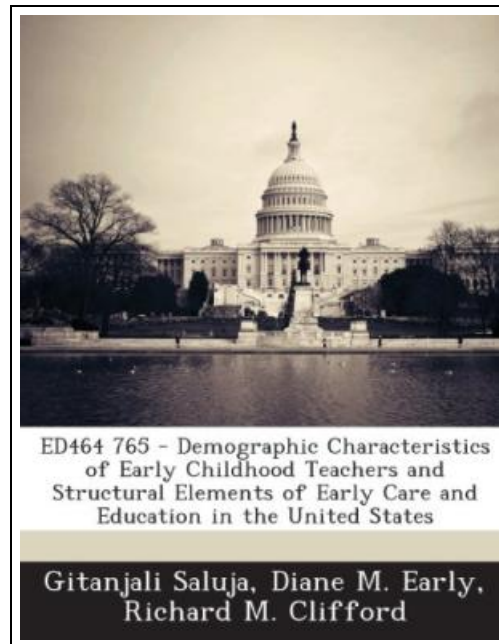 ED464 765 - Demographic Characteristics
of Early Childhood Teachers and
Structural Elements of Early Care and
Education in the United States
Gitanjali Saluja, Diane M. Early,
Richard M. Clifford